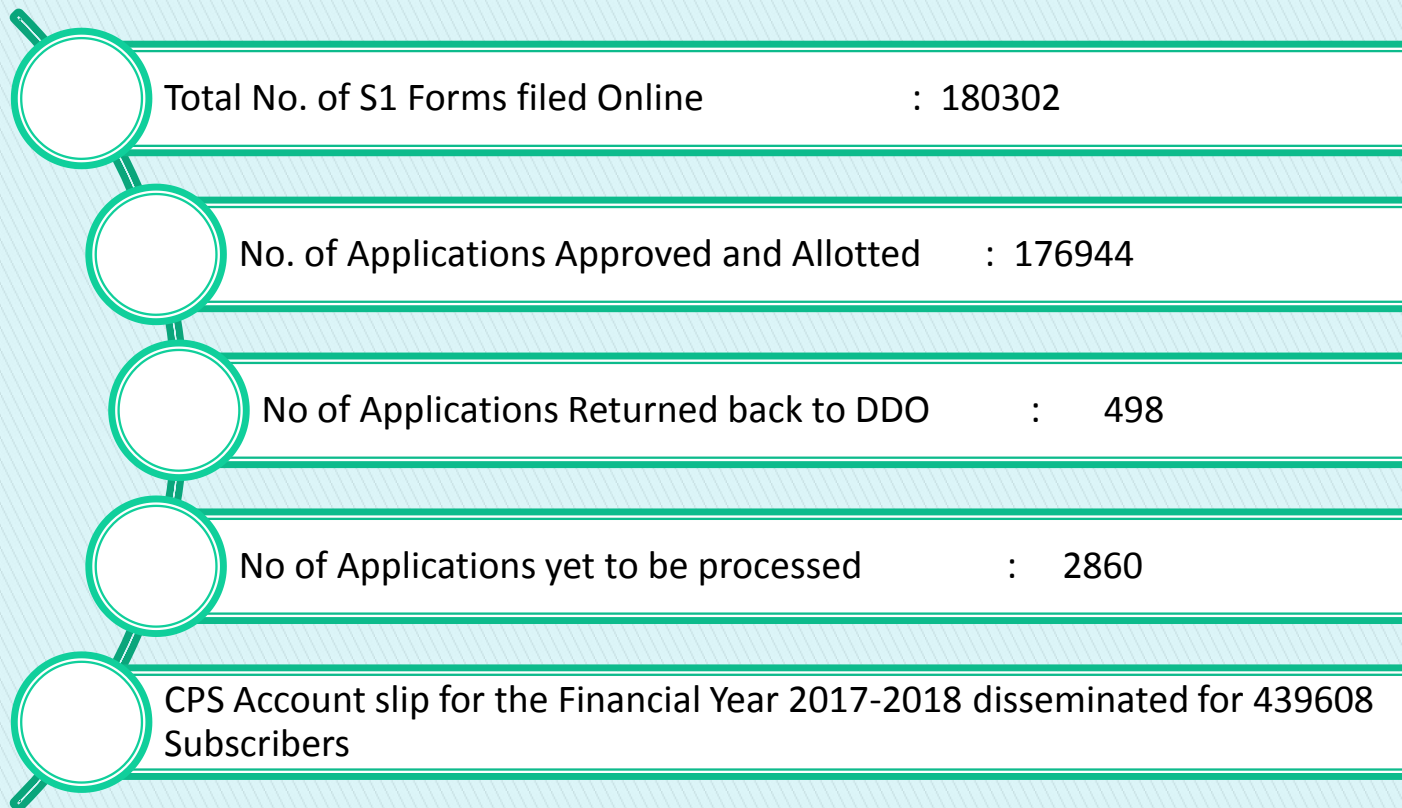 Total No. of S1 Forms filed Online : 180302
No. of Applications Approved and Allotted : 176944
No of Applications Returned back to DDO : 498
No of Applications yet to be processed : 2860
CPS Account slip for the Financial Year 2017-2018 disseminated for 439608
Subscribers